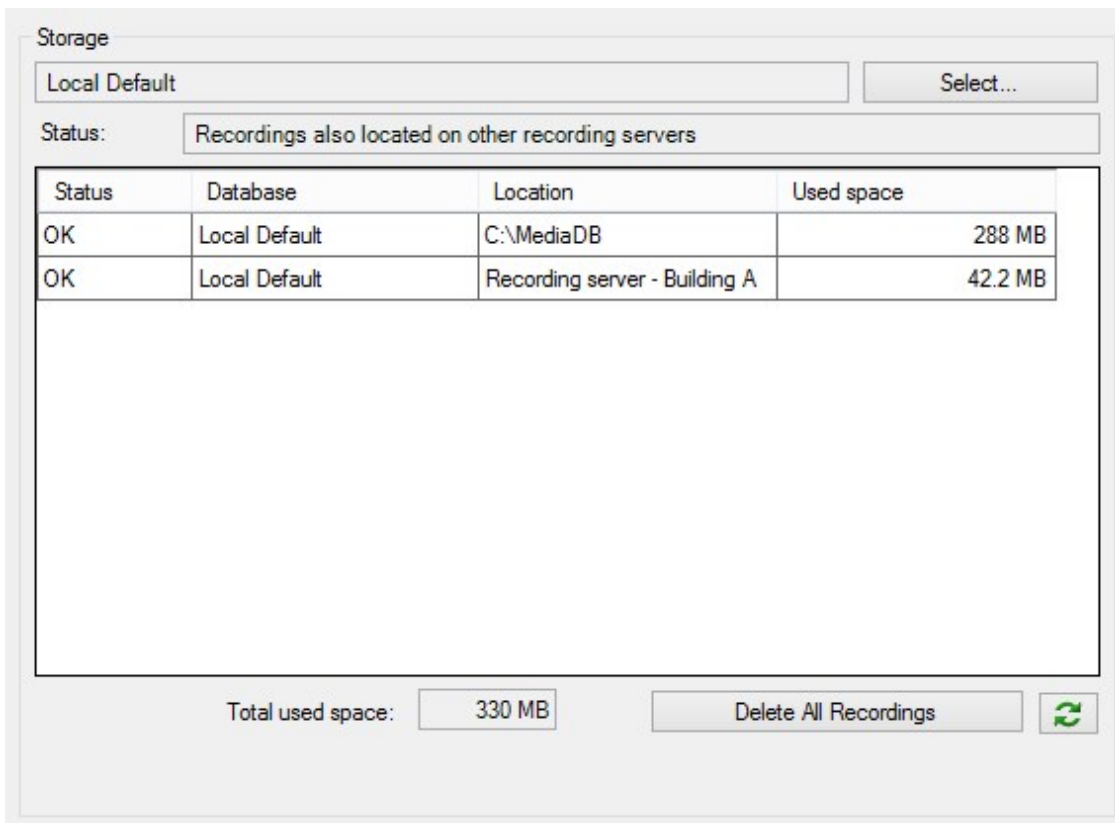 Storage
Local Default Select...
Status: Recordings also located on other recording servers
Status Database Location Used space
OK Local Default C:\MediaDB 288 MB
OK Local Default Recording server - Building A 42.2 MB
Total used space: 330 MB Delete All Recordings